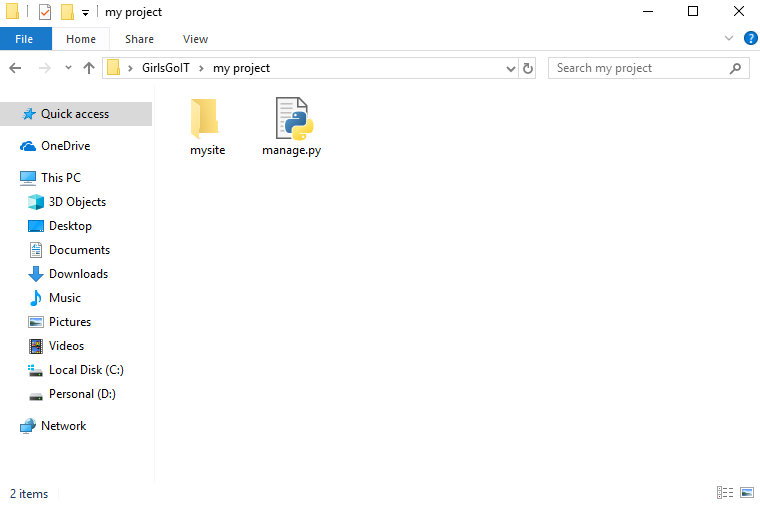 my project
File Home Share View
GirlsGoIT my project
Search my project
Quick access
OneDrive
This PC
3D Objects
Desktop
Documents
Downloads
Music
Pictures
Videos
Local Disk (C:)
Personal (D:)
Network
mysite manage.py
2 items